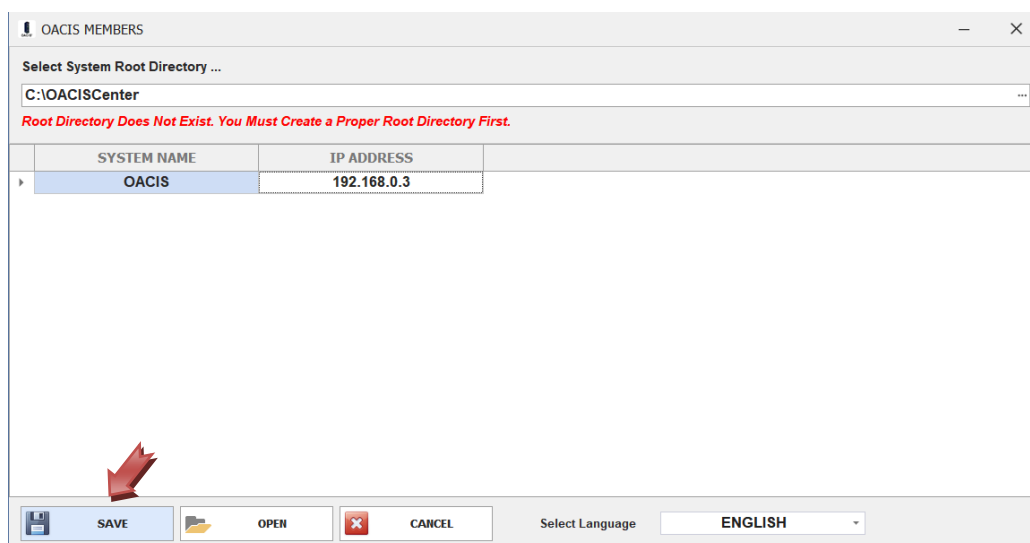 OACIS MEMBERS
Select System Root Directory ...
C:\OACISCenter
Root Directory Does Not Exist. You Must Create a Proper Root Directory First.
SYSTEM NAME IP ADDRESS
OACIS 192.168.0.3
SAVE OPEN CANCEL Select Language ENGLISH